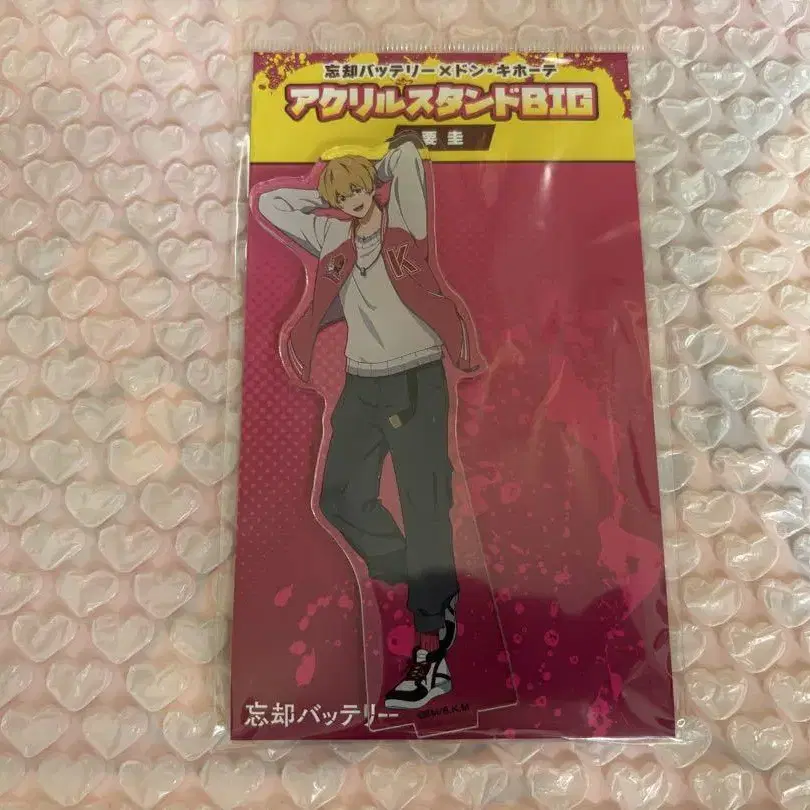 忘却バッテリー×ドン・キホーテ
アクリルスタンドBIG
要 圭
K
忘却バッテリー